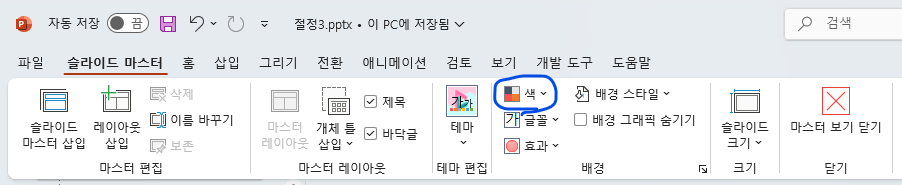 자동 저장 끔 절정3.pptx • 이 PC에 저장됨 검색
파일 슬라이드 마스터 홈 삽입 그리기 전환 애니메이션 검토 보기 개발 도구 도움말
슬라이드 마스터 삽입
레이아웃 삽입
삭제
이름 바꾸기
보존
마스터 편집
마스터 레이아웃
개체 틀 삽입
제목
바닥글
마스터 레이아웃
가가
테마
테마 편집
색
가 글꼴
효과
배경 스타일
배경 그래픽 숨기기
배경
슬라이드 크기
크기
마스터 보기 닫기
닫기